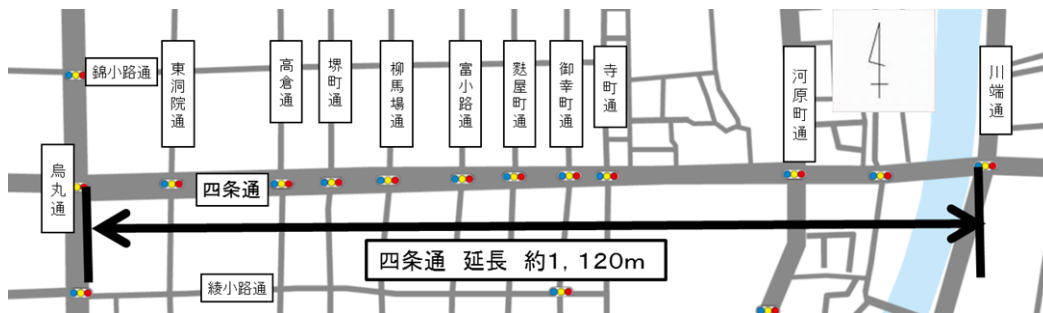 錦小路通
東洞院通
高倉通
堺町通
柳馬場通
富小路通
麩屋町通
御幸町通
寺町通
河原町通
川端通
烏丸通
四条通
四条通 延長 約1，120m
綾小路通